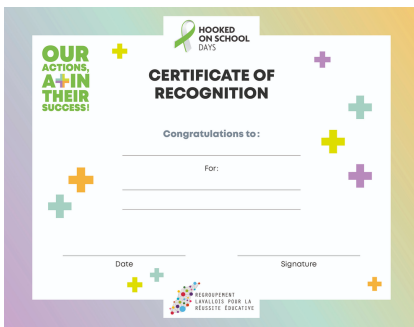 HOOKED
ON SCHOOL
DAYS
OUR
ACTIONS,
A+ IN
THEIR
SUCCESS!
CERTIFICATE OF
RECOGNITION
Congratulations to:
For:
Date
Signature
REGROUPEMENT
LAVALLOIS POUR LA
RÉUSSITE ÉDUCATIVE